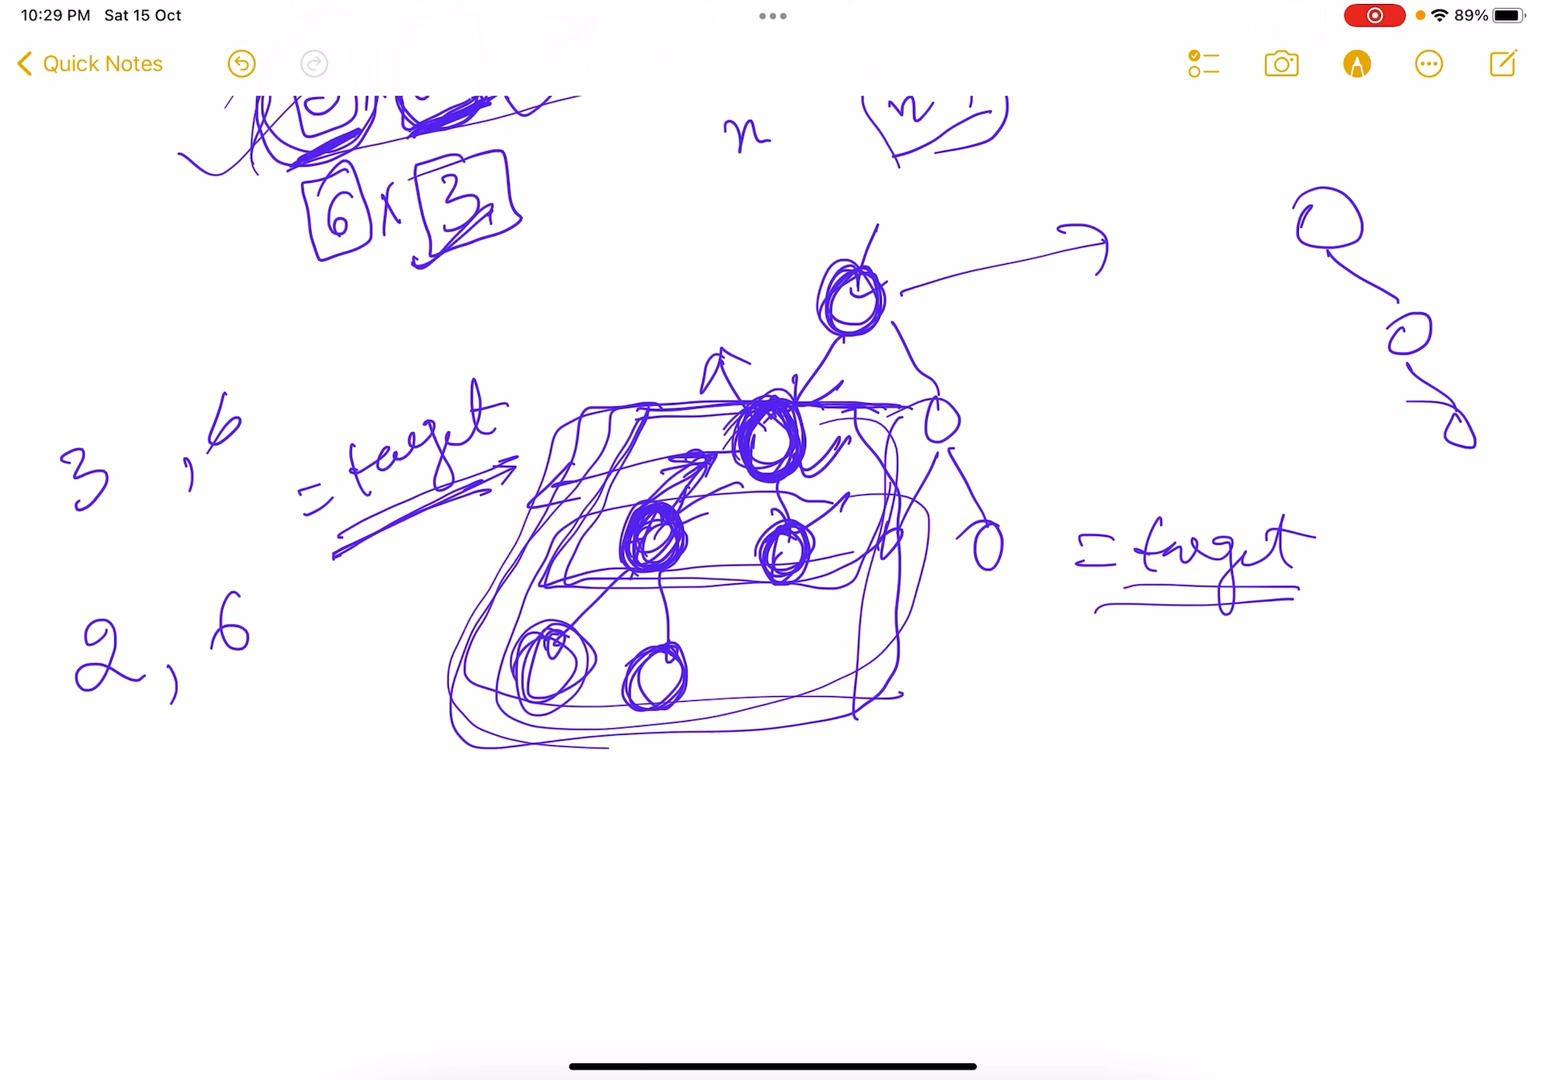 10:29 PM Sat 15 Oct
89%
Quick Notes
n
n
6 x 3
3, 6
= target
= target
2, 6